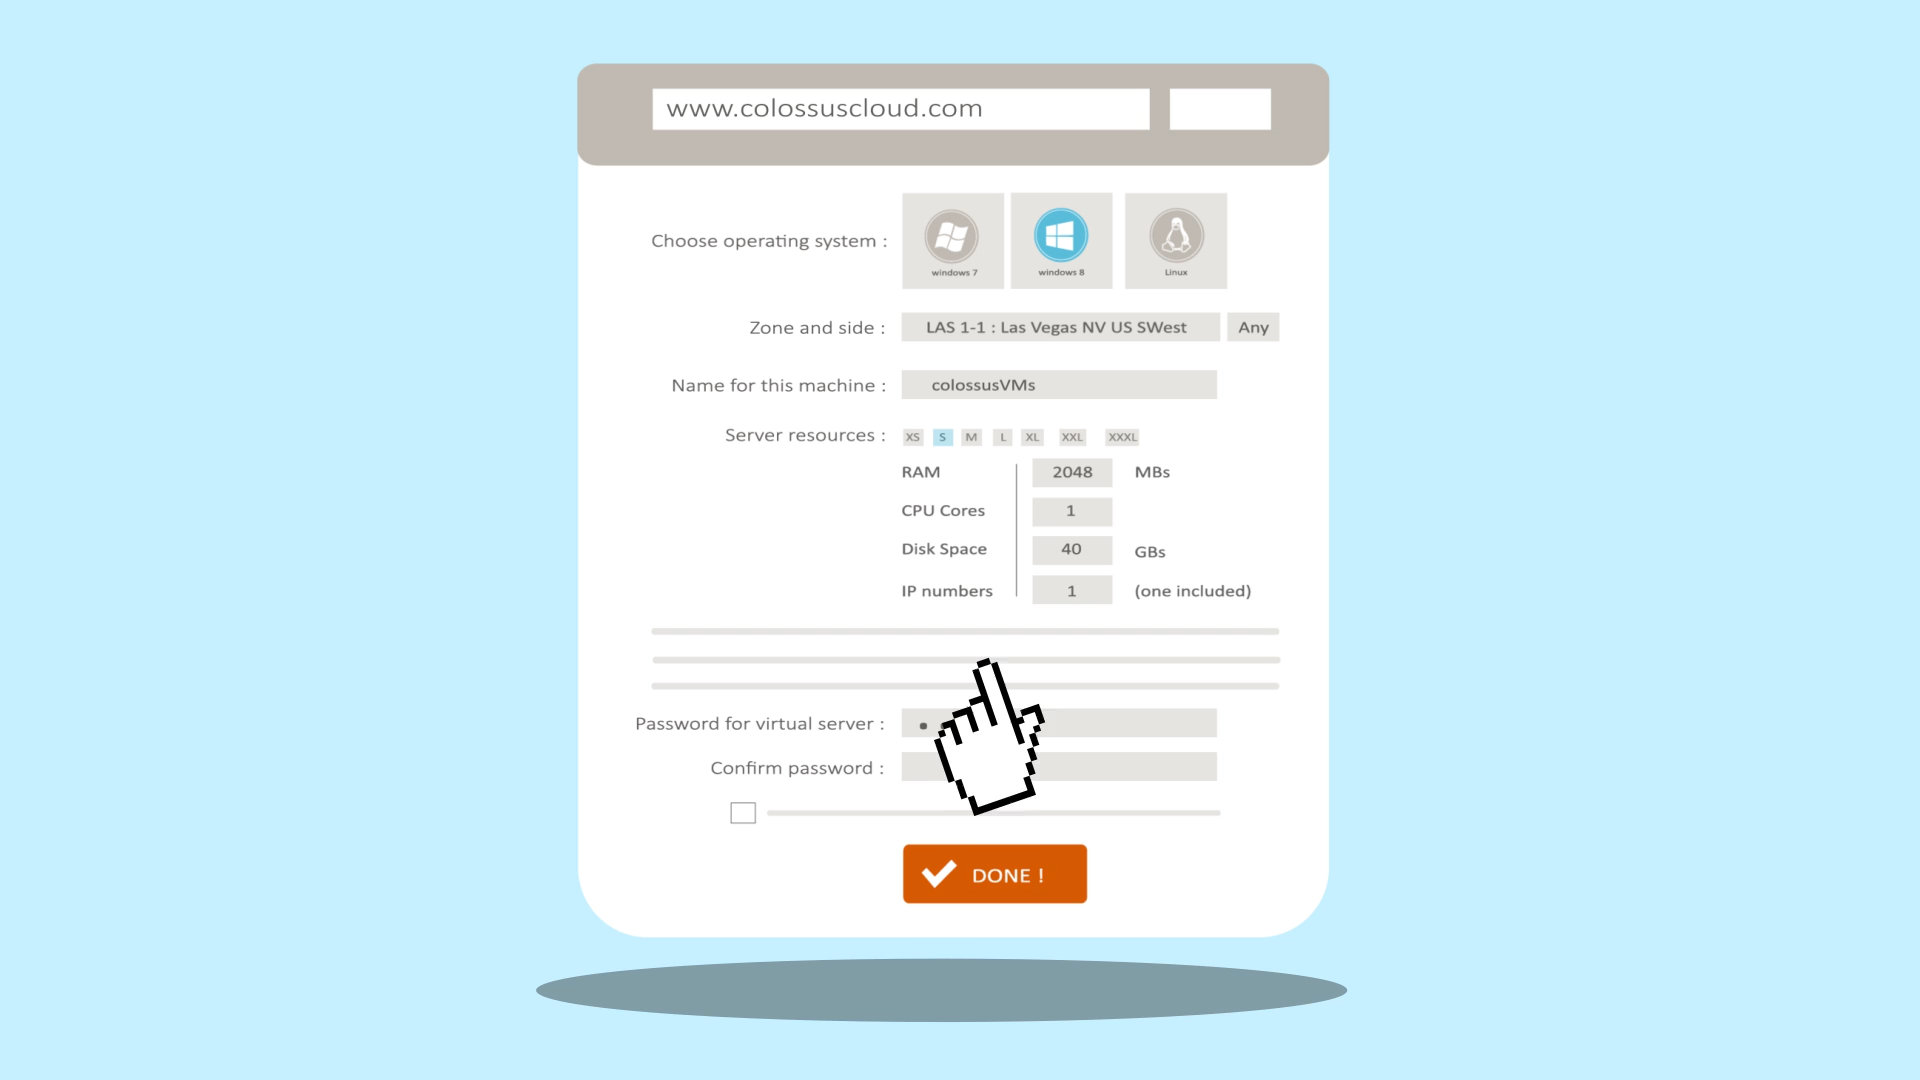 www.colossuscloud.com
Choose operating system :
windows 7
windows 8
Linux
Zone and side : LAS 1-1 : Las Vegas NV US SWest Any
Name for this machine : colossusVMs
Server resources : XS S M L XL XXL XXXL
RAM 2048 MBs
CPU Cores 1
Disk Space 40 GBs
IP numbers 1 (one included)
Password for virtual server :
Confirm password :
DONE !